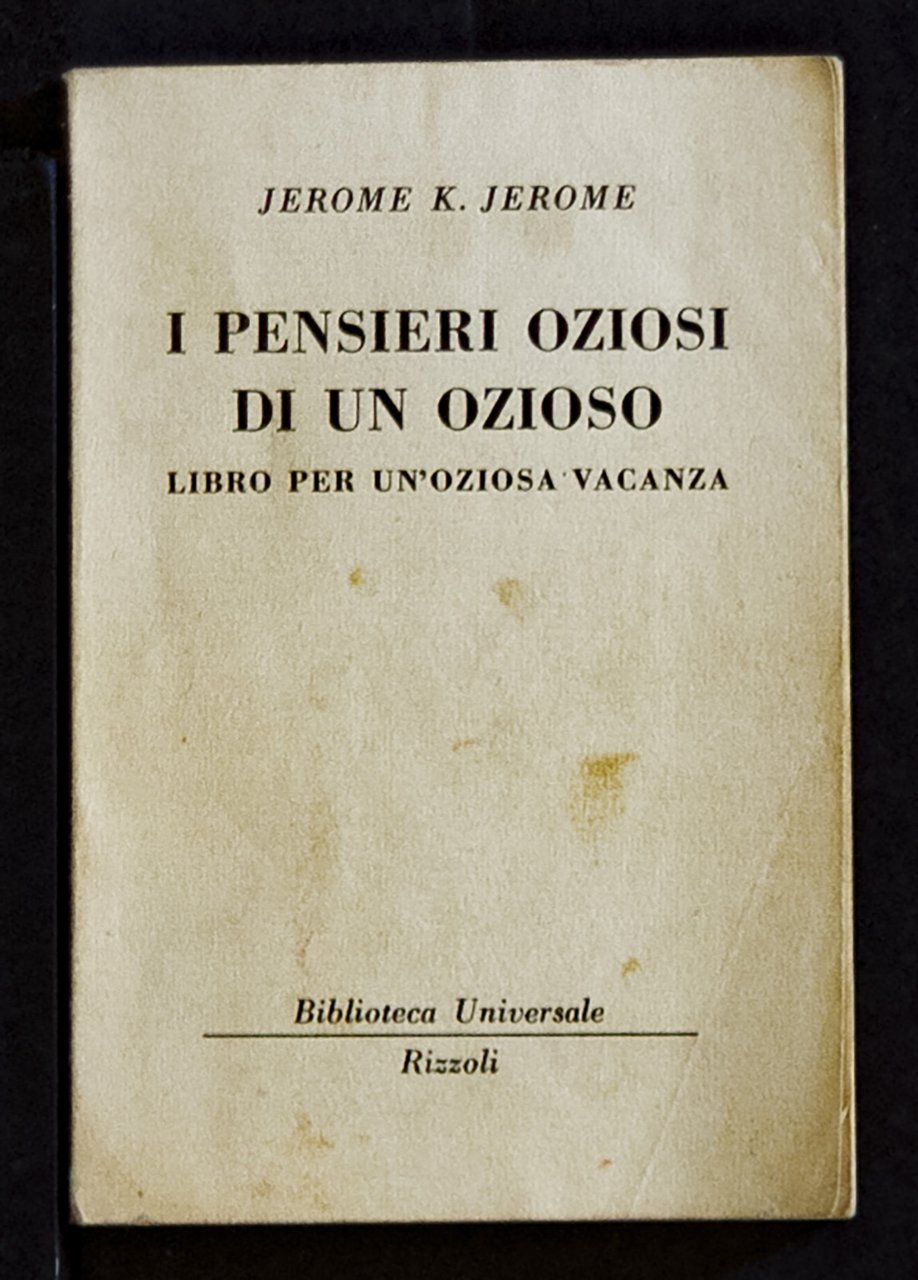 JEROME K. JEROME
I PENSIERI OZIOSI
DI UN OZIOSO
LIBRO PER UN'OZIOSA VACANZA
Biblioteca Universale
Rizzoli